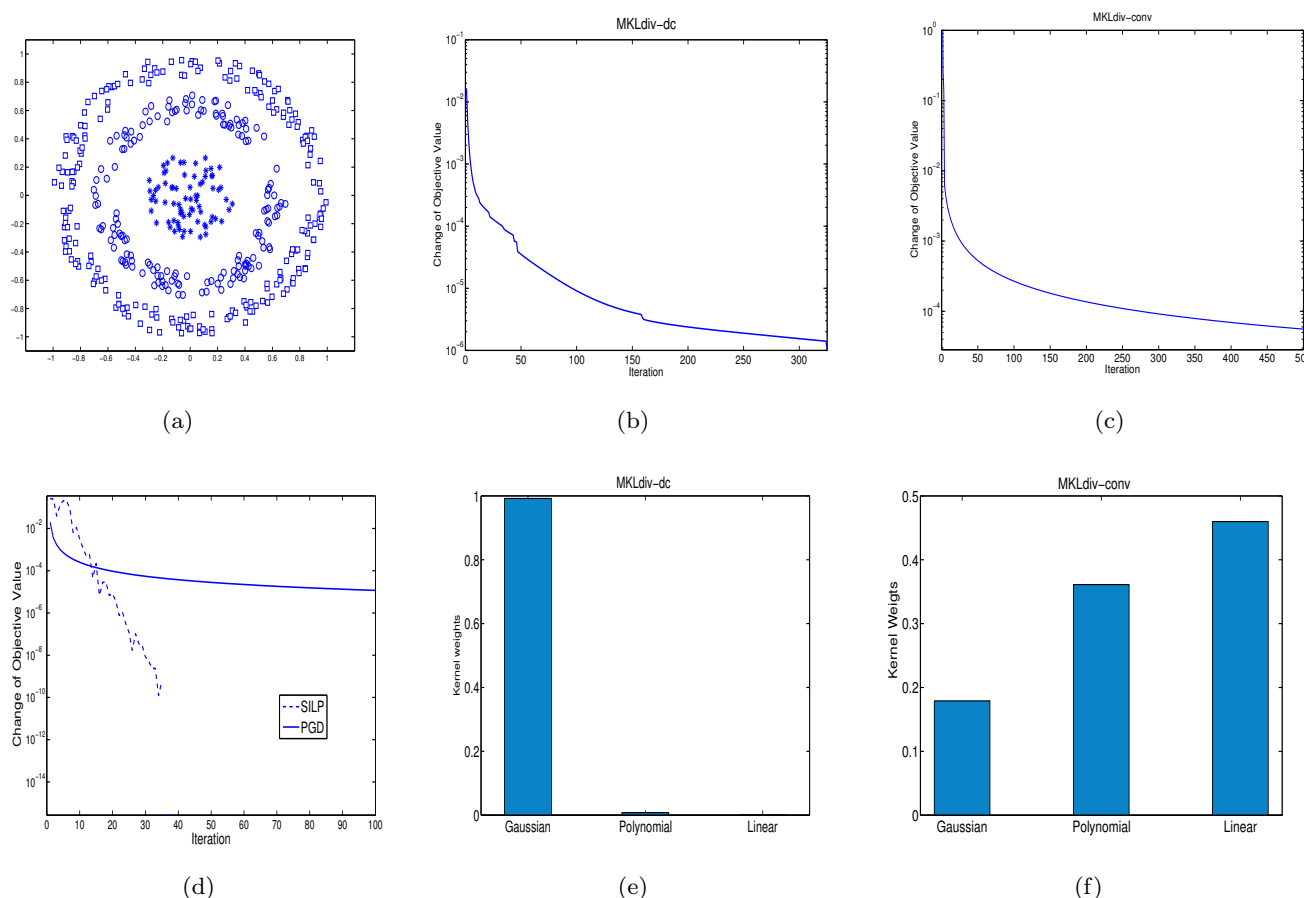 1
0.8
0.6
0.4
0.2
0
−0.2
−0.4
−0.6
−0.8
−1
−1 −0.8 −0.6 −0.4 −0.2 0 0.2 0.4 0.6 0.8 1
(a)
MKLdiv−dc
Change of Objective Value
10^-1
10^-2
10^-3
10^-4
10^-5
10^-6
0 50 100 150 200 250 300
Iteration
(b)
MKLdiv−conv
Change of Objective Value
10^0
10^-1
10^-2
10^-3
10^-4
0 50 100 150 200 250 300 350 400 450 500
Iteration
(c)
Change of Objective Value
10^-2
10^-4
10^-6
10^-8
10^-10
10^-12
10^-14
SILP
PGD
0 10 20 30 40 50 60 70 80 90 100
Iteration
(d)
MKLdiv−dc
Kernel weights
1
0.8
0.6
0.4
0.2
0
Gaussian Polynomial Linear
(e)
MKLdiv−conv
Kernel Weigts
0.5
0.4
0.3
0.2
0.1
0
Gaussian Polynomial Linear
(f)